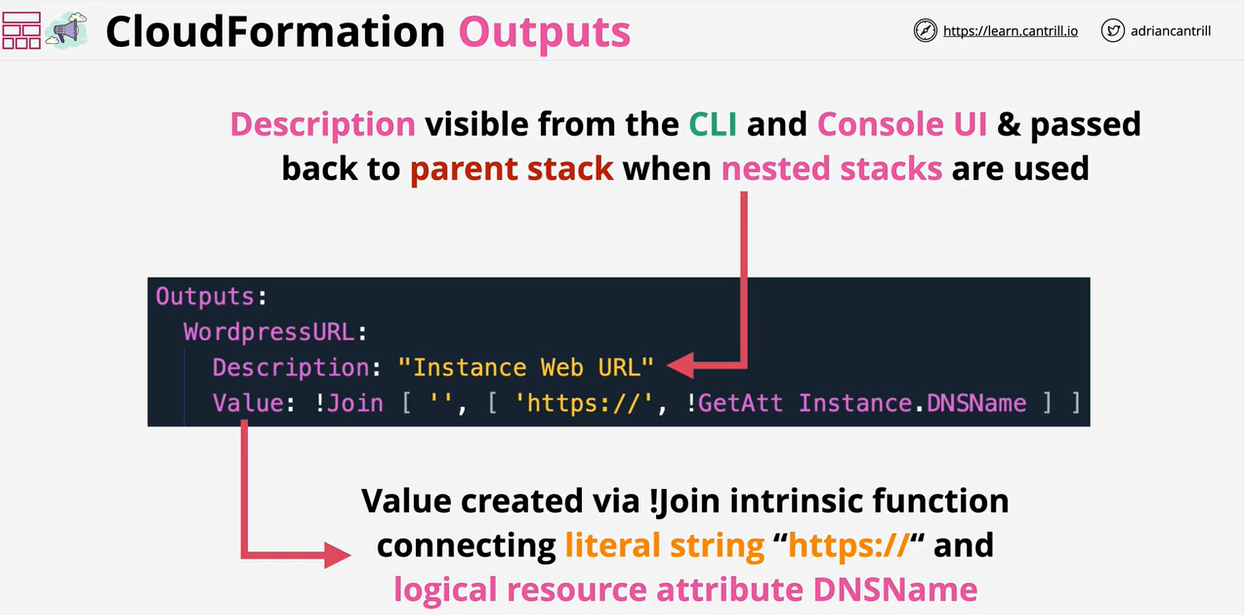 CloudFormation Outputs
https://learn.cantrill.io
adriancantrill
Description visible from the CLI and Console UI & passed
back to parent stack when nested stacks are used
Outputs:
WordpressURL:
Description: "Instance Web URL"
Value: !Join [ '', [ 'https://', !GetAtt Instance.DNSName ] ]
Value created via !Join intrinsic function
connecting literal string “https://“ and
logical resource attribute DNSName